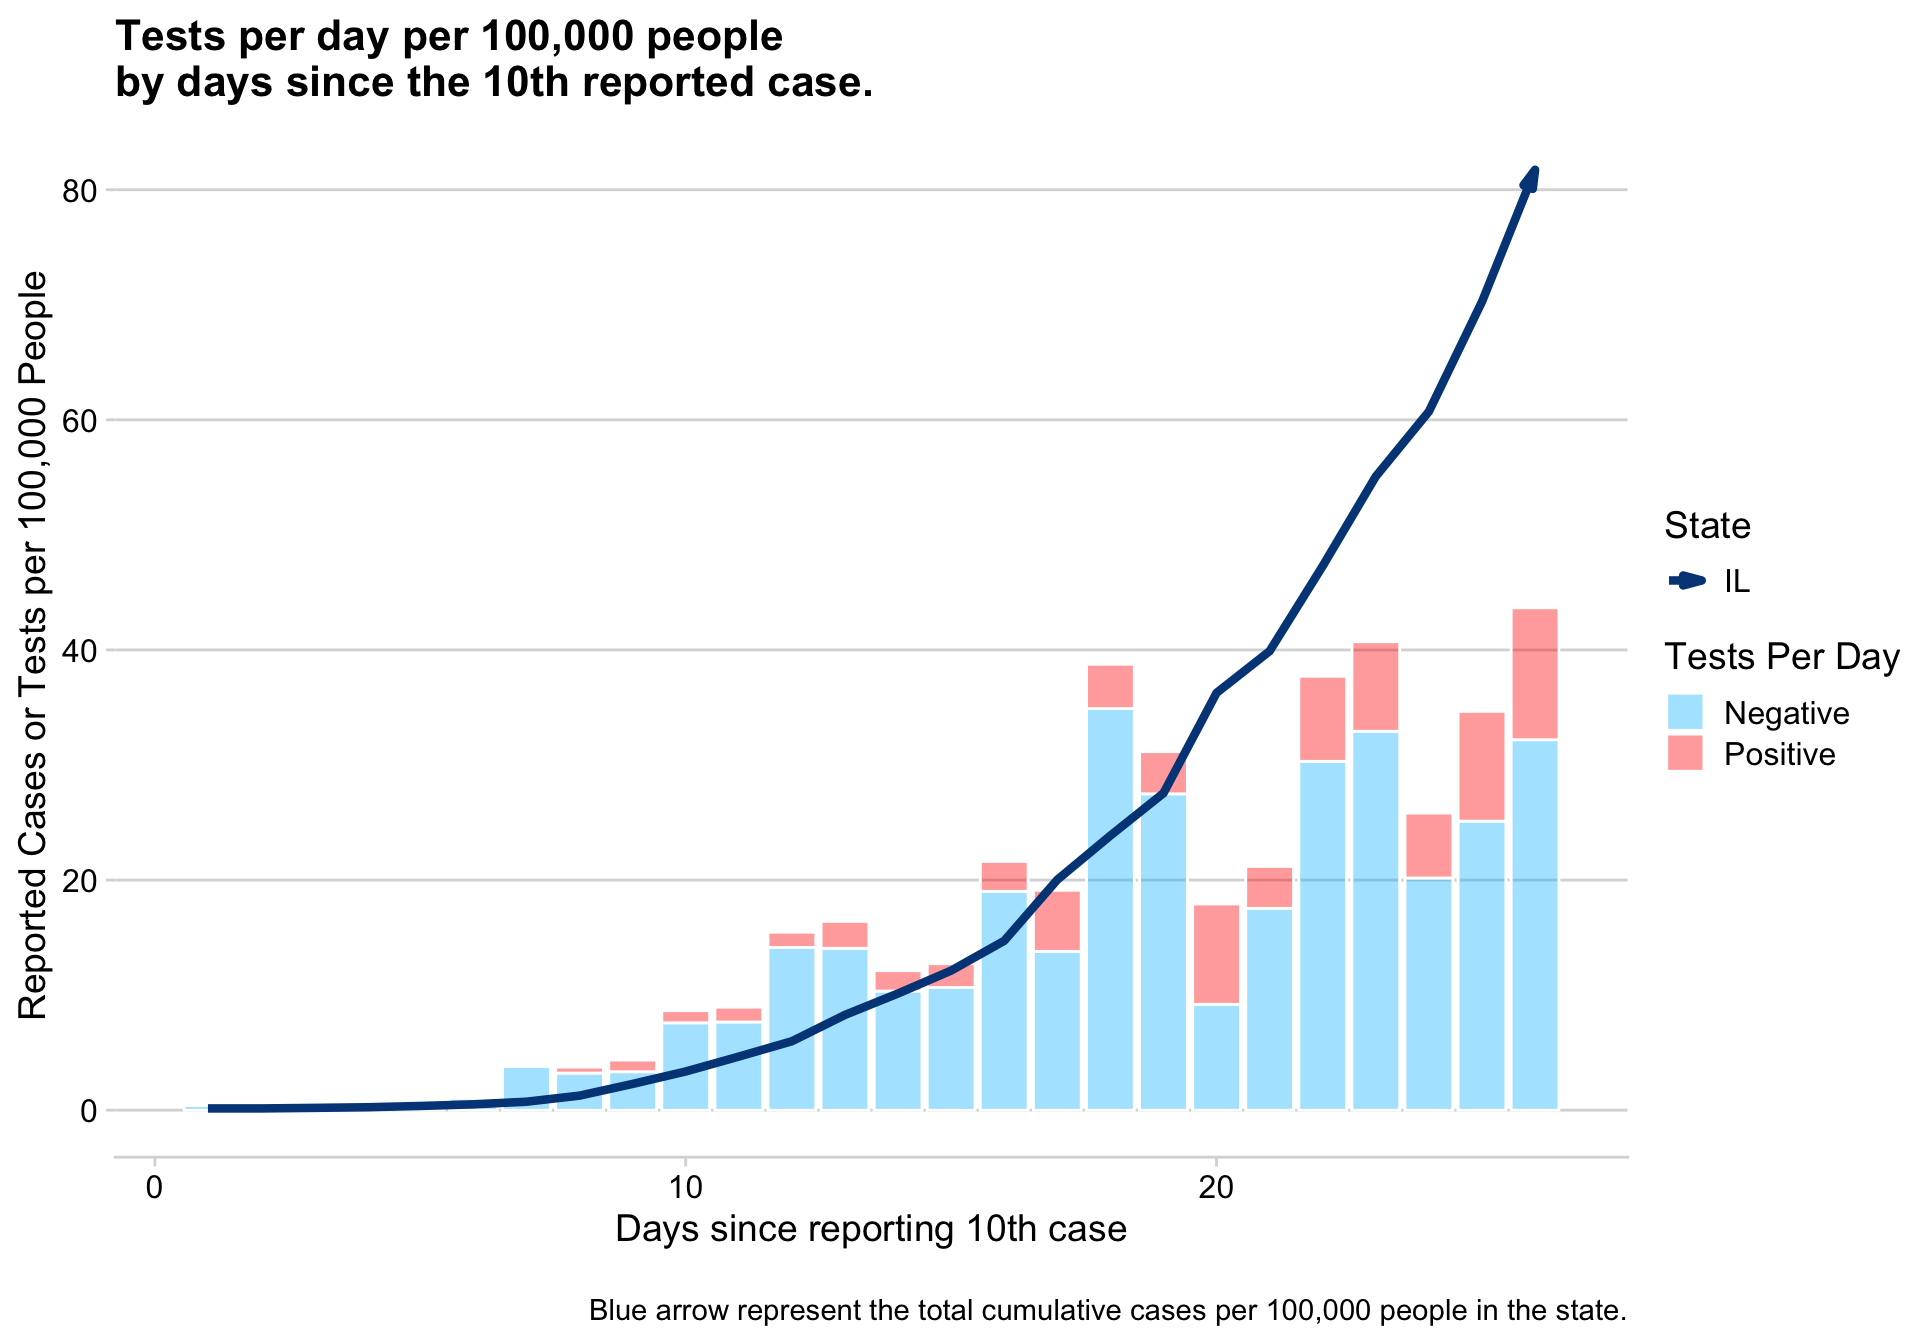 Tests per day per 100,000 people
by days since the 10th reported case.
Reported Cases or Tests per 100,000 People
80
60
40
20
0
0
10
20
Days since reporting 10th case
State
IL
Tests Per Day
Negative
Positive
Blue arrow represent the total cumulative cases per 100,000 people in the state.